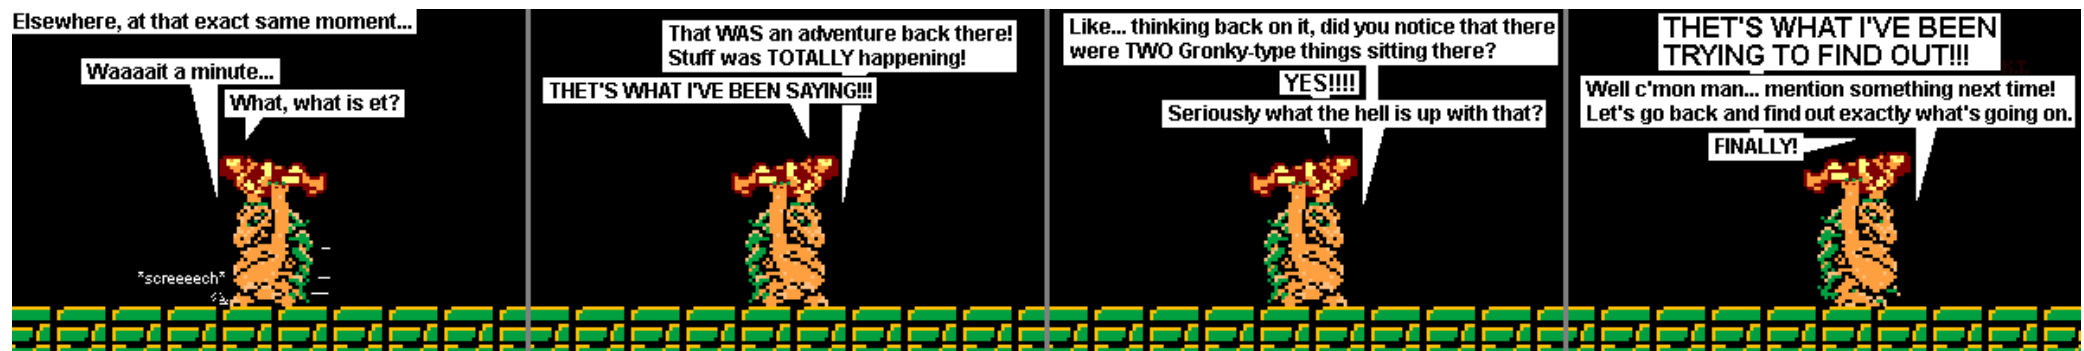 Elsewhere, at that exact same moment...
Waaaait a minute...
What, what is et?
*screeeech*
That WAS an adventure back there!
Stuff was TOTALLY happening!
THET'S WHAT I'VE BEEN SAYING!!!
Like... thinking back on it, did you notice that there
were TWO Gronky-type things sitting there?
YES!!!!
Seriously what the hell is up with that?
THET'S WHAT I'VE BEEN
TRYING TO FIND OUT!!!
Well c'mon man... mention something next time!
Let's go back and find out exactly what's going on.
FINALLY!